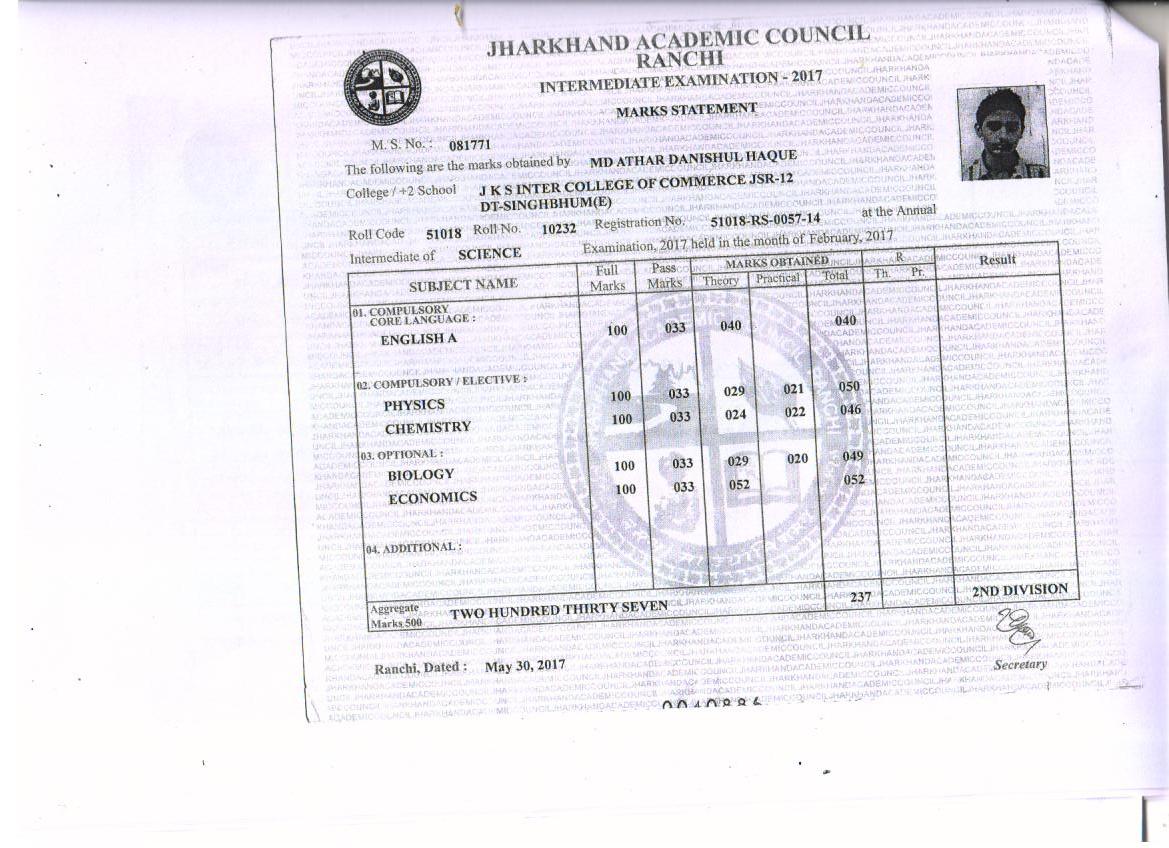 JHARKHAND ACADEMIC COUNCIL
RANCHI
INTERMEDIATE EXAMINATION - 2017
MARKS STATEMENT
M. S. No. : 081771
The following are the marks obtained by MD ATHAR DANISHUL HAQUE
College / +2 School J K S INTER COLLEGE OF COMMERCE JSR-12
DT-SINGHBHUM(E)
Roll Code 51018 Roll No. 10232 Registration No. 51018-RS-0057-14 at the Annual
Intermediate of SCIENCE Examination, 2017 held in the month of February, 2017
SUBJECT NAME Full Marks Pass Marks MARKS OBTAINED R Result
Theory Practical Total Th. Pr.
01. COMPULSORY
CORE LANGUAGE :
ENGLISH A 100 033 040 040
02. COMPULSORY / ELECTIVE :
PHYSICS 100 033 029 021 050
CHEMISTRY 100 033 024 022 046
03. OPTIONAL :
BIOLOGY 100 033 029 020 049
ECONOMICS 100 033 052 052
04. ADDITIONAL :
Aggregate
Marks 500 TWO HUNDRED THIRTY SEVEN 237 2ND DIVISION
Ranchi, Dated : May 30, 2017
Secretary